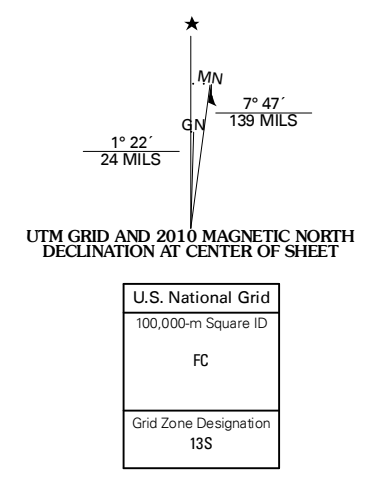 MN
GN
7° 47´
139 MILS
1° 22´
24 MILS
UTM GRID AND 2010 MAGNETIC NORTH
DECLINATION AT CENTER OF SHEET
U.S. National Grid
100,000-m Square ID
FC
Grid Zone Designation
13S